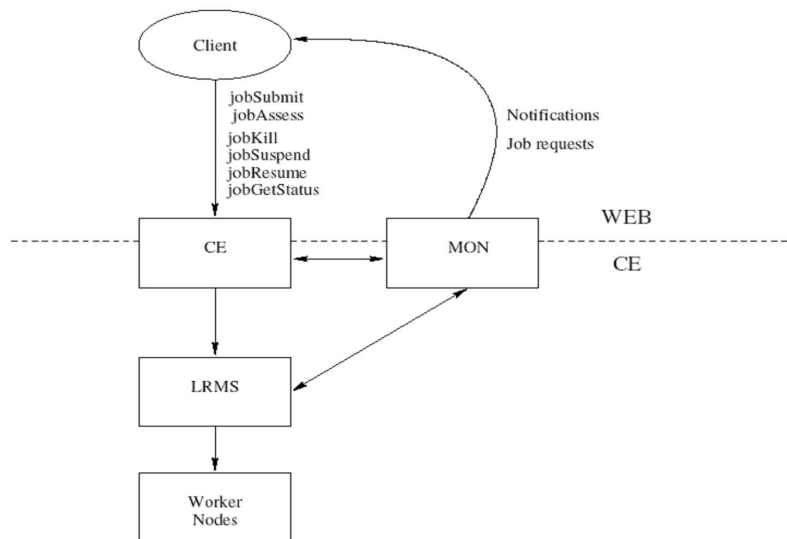 Client
jobSubmit
jobAssess
jobKill
jobSuspend
jobResume
jobGetStatus
Notifications
Job requests
WEB
CE
MON
CE
LRMS
Worker
Nodes